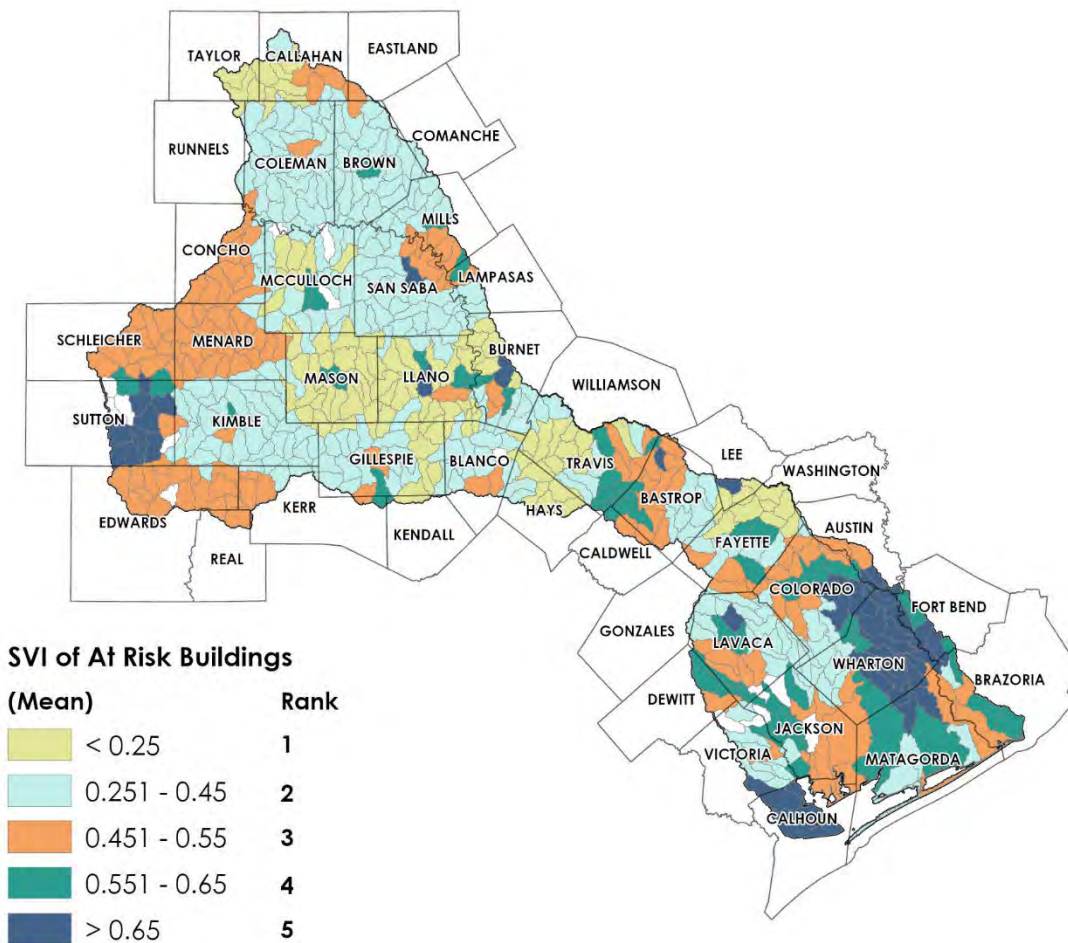 TAYLOR
CALLAHAN
EASTLAND
RUNNELS
COLEMAN
BROWN
COMANCHE
MILLS
CONCHO
MCCULLOCH
SAN SABA
LAMPASAS
SCHLEICHER
MENARD
MASON
LLANO
BURNET
WILLIAMSON
SUTTON
KIMBLE
GILLESPIE
BLANCO
TRAVIS
BASTROP
LEE
WASHINGTON
EDWARDS
KERR
KENDALL
HAYS
REAL
CALDWELL
FAYETTE
AUSTIN
COLORADO
FORT BEND
GONZALES
LAVACA
WHARTON
BRAZORIA
DEWITT
JACKSON
VICTORIA
MATAGORDA
CALHOUN
SVI of At Risk Buildings
(Mean) Rank
< 0.25 1
0.251 - 0.45 2
0.451 - 0.55 3
0.551 - 0.65 4
> 0.65 5